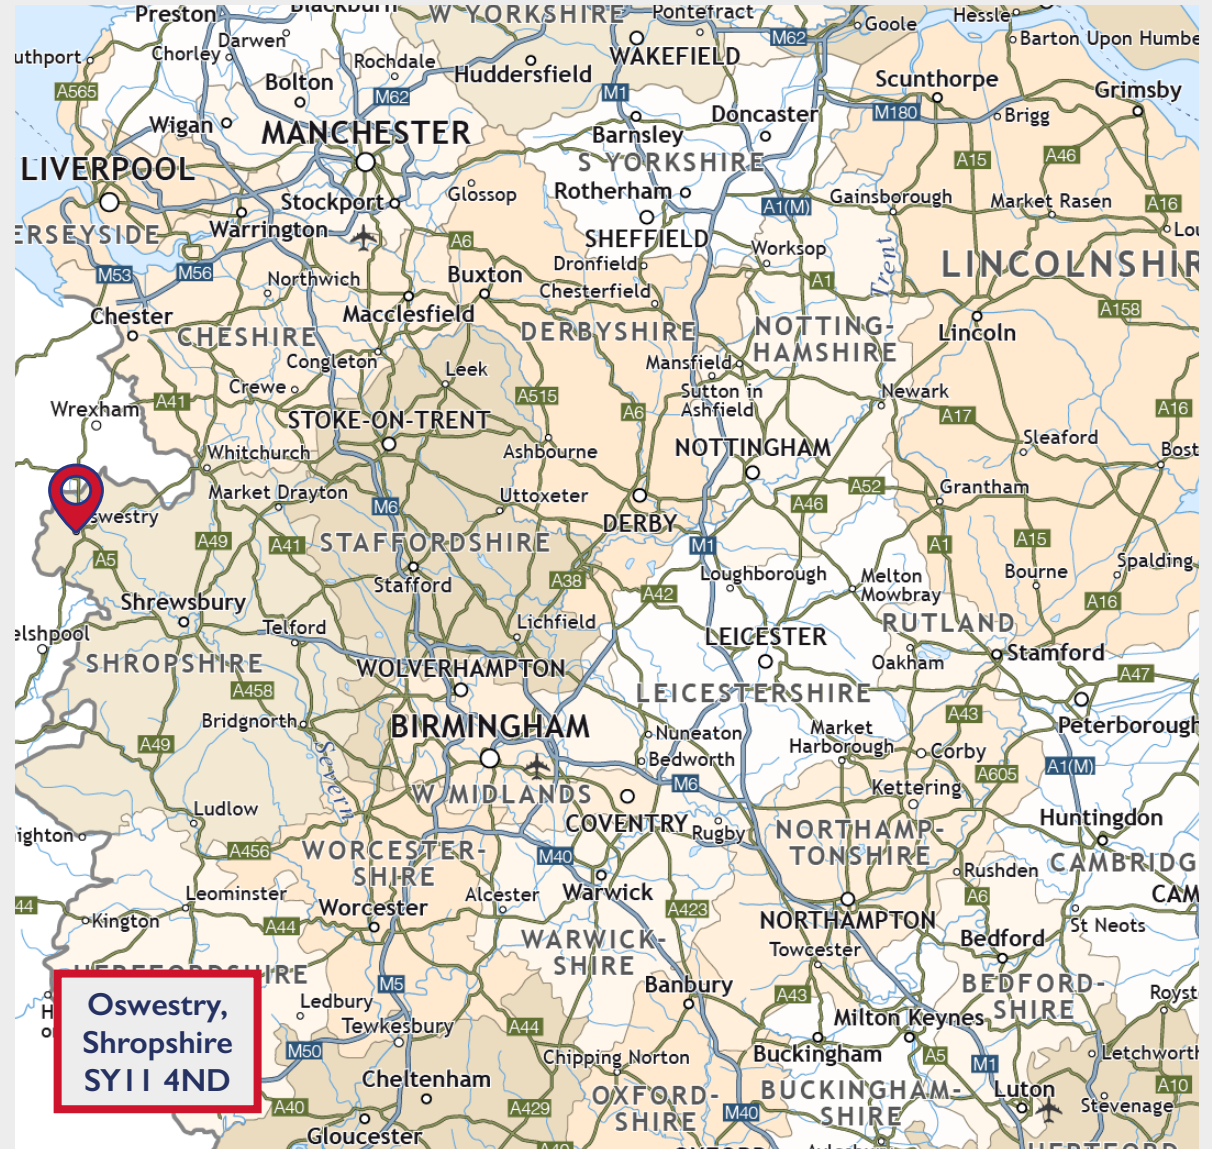 Preston
Blackburn
W YORKSHIRE
Pontefract
Goole
Hessle
Darwen
M62
Barton Upon Humbe
uthport
Chorley
Rochdale
WAKEFIELD
Huddersfield
A565
Bolton
M62
M1
Scunthorpe
Grimsby
Wigan
MANCHESTER
Barnsley
Doncaster
M180
Brigg
LIVERPOOL
S YORKSHIRE
A15
A46
Stockport
Glossop
Rotherham
A1(M)
Gainsborough
Market Rasen
A16
ERSEYSIDE
Warrington
A6
SHEFFIELD
Worksop
Trent
Lou
M53
M56
Northwich
Buxton
Dronfield
A1
LINCOLNSHIR
Chesterfield
Chester
Macclesfield
A158
CHESHIRE
DERBYSHIRE
NOTTING-
HAMSHIRE
Lincoln
Congleton
Leek
Mansfield
Crewe
A515
Sutton in
Ashfield
Newark
Wrexham
A41
STOKE-ON-TRENT
A6
A17
A16
Whitchurch
Ashbourne
NOTTINGHAM
Sleaford
Bost
Market Drayton
M6
Uttoxeter
A46
A52
Grantham
swestry
DERBY
A49
A41
STAFFORDSHIRE
M1
A1
A15
A5
Stafford
A38
Loughborough
Melton
Mowbray
Bourne
Spalding
Shrewsbury
A42
A16
elshpool
Telford
Lichfield
LEICESTER
RUTLAND
SHROPSHIRE
WOLVERHAMPTON
Oakham
Stamford
A458
LEICESTERSHIRE
A47
Bridgnorth
BIRMINGHAM
Nuneaton
Market
Harborough
A43
Peterborough
A49
Severn
Bedworth
Corby
A1(M)
W MIDLANDS
M6
Kettering
A605
Ludlow
COVENTRY
Rugby
Huntingdon
ighton
A456
WORCESTER-
SHIRE
M40
NORTHAMP-
TONSHIRE
CAMBRIDG
Leominster
Alcester
Warwick
Rushden
A6
CAM
44
Kington
A44
Worcester
A423
NORTHAMPTON
St Neots
WARWICK-
SHIRE
Towcester
Bedford
HEREFORDSHIRE
M5
Banbury
A43
BEDFORD-
SHIRE
Royst
H
Ledbury
Tewkesbury
A44
Milton Keynes
or
M50
Chipping Norton
Buckingham
A5
M1
Letchworth
Cheltenham
OXFORD-
SHIRE
BUCKINGHAM-
SHIRE
Luton
A10
Stevenage
A40
A429
M40
Gloucester
Oswestry,
Shropshire
SY11 4ND